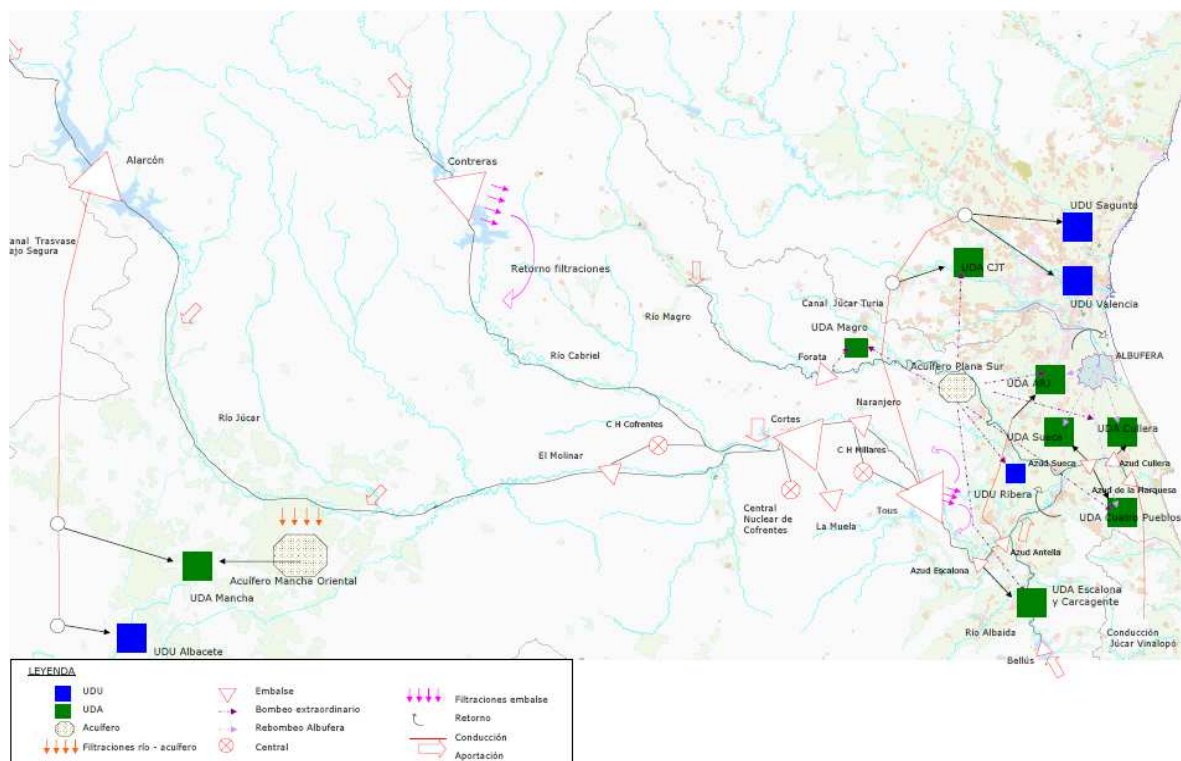 Alarcón
Contreras
anal Trasvase
ajo Segura
Retorno filtraciones
UDU Sagunto
UDA CJT
UDU Valencia
Canal Júcar Turia
Río Magro
UDA Magro
Forata
ALBUFERA
Río Cabriel
Acuífero Plana Sur
UDA ARJ
Naranjero
Río Júcar
Cortes
C H Cofrentes
UDA Sueca
UDA Cullera
El Molinar
C H Millares
Azud Sueca
Azud Cullera
UDU Ribera
Azud de la Marquesa
Central
Nuclear de
Cofrentes
La Muela
Tous
UDA Cuatro Pueblos
Azud Antella
Azud Escalona
Acuífero Mancha Oriental
UDA Mancha
UDA Escalona
y Carcagente
UDU Albacete
Río Albaida
Conducción
Júcar Vinalopó
Bellús
LEYENDA
UDU
UDA
Acuífero
Filtraciones río - acuífero
Embalse
Bombeo extraordinario
Rebombeo Albufera
Central
Filtraciones embalse
Retorno
Conducción
Aportación